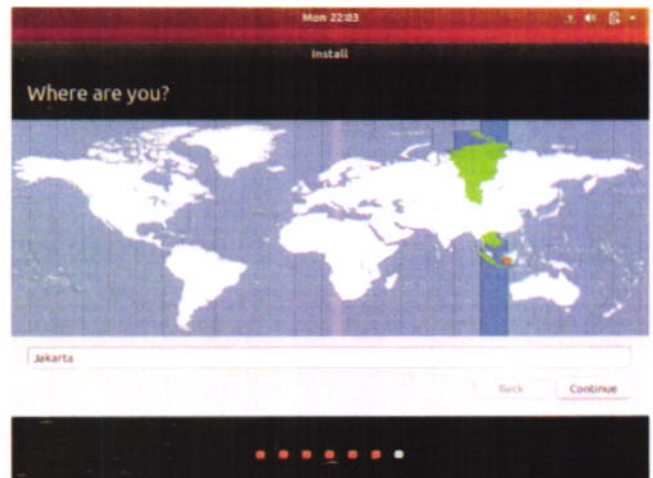 Mon 22:03
Install
Where are you?
Jakarta
Back
Continue